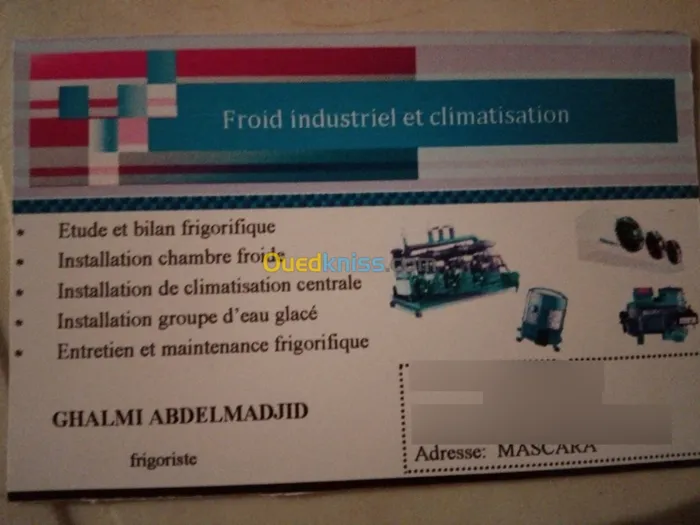 Froid industriel et climatisation
• Etude et bilan frigorifique
• Installation chambre froide
• Installation de climatisation centrale
• Installation groupe d'eau glacé
• Entretien et maintenance frigorifique
Ouedkniss.com
GHALMI ABDELMADJID
frigoriste
Adresse: MASCARA